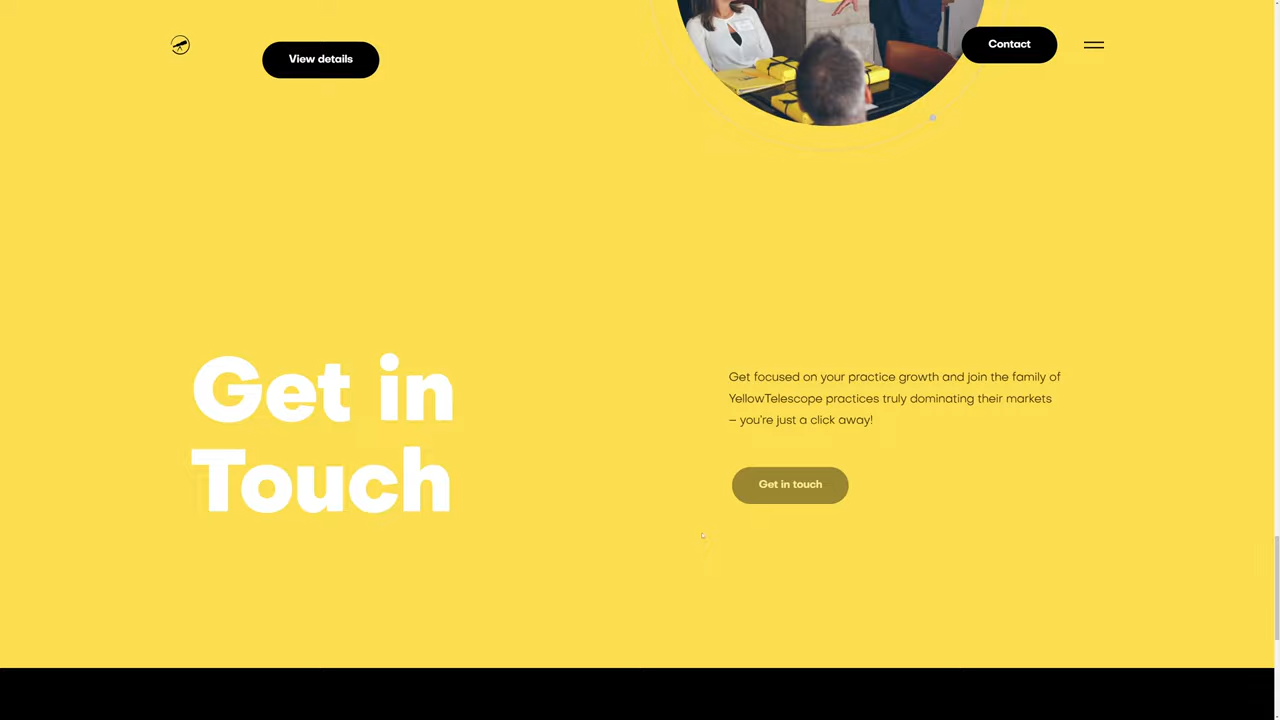 View details
Contact
Get in
Touch
Get focused on your practice growth and join the family of
YellowTelescope practices truly dominating their markets
– you're just a click away!
Get in touch